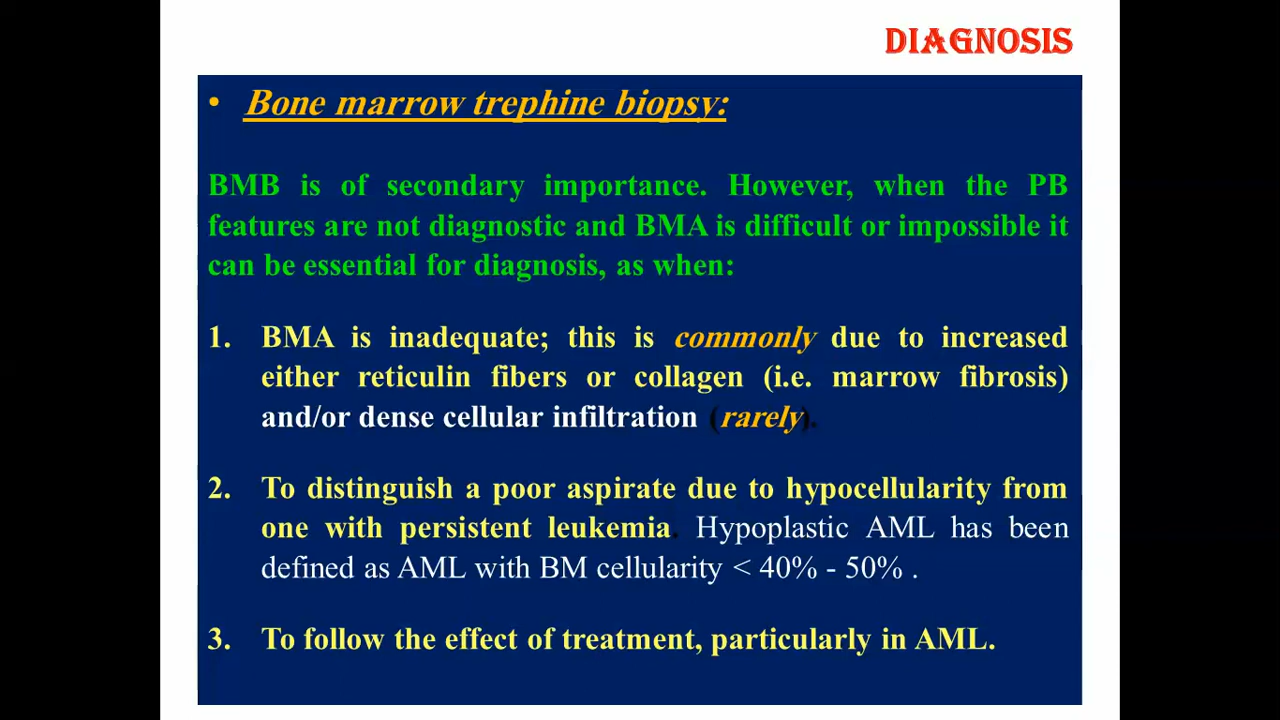 DIAGNOSIS
• Bone marrow trephine biopsy:
BMB is of secondary importance. However, when the PB
features are not diagnostic and BMA is difficult or impossible it
can be essential for diagnosis, as when:
1. BMA is inadequate; this is commonly due to increased
either reticulin fibers or collagen (i.e. marrow fibrosis)
and/or dense cellular infiltration (rarely).
2. To distinguish a poor aspirate due to hypocellularity from
one with persistent leukemia. Hypoplastic AML has been
defined as AML with BM cellularity < 40% - 50% .
3. To follow the effect of treatment, particularly in AML.